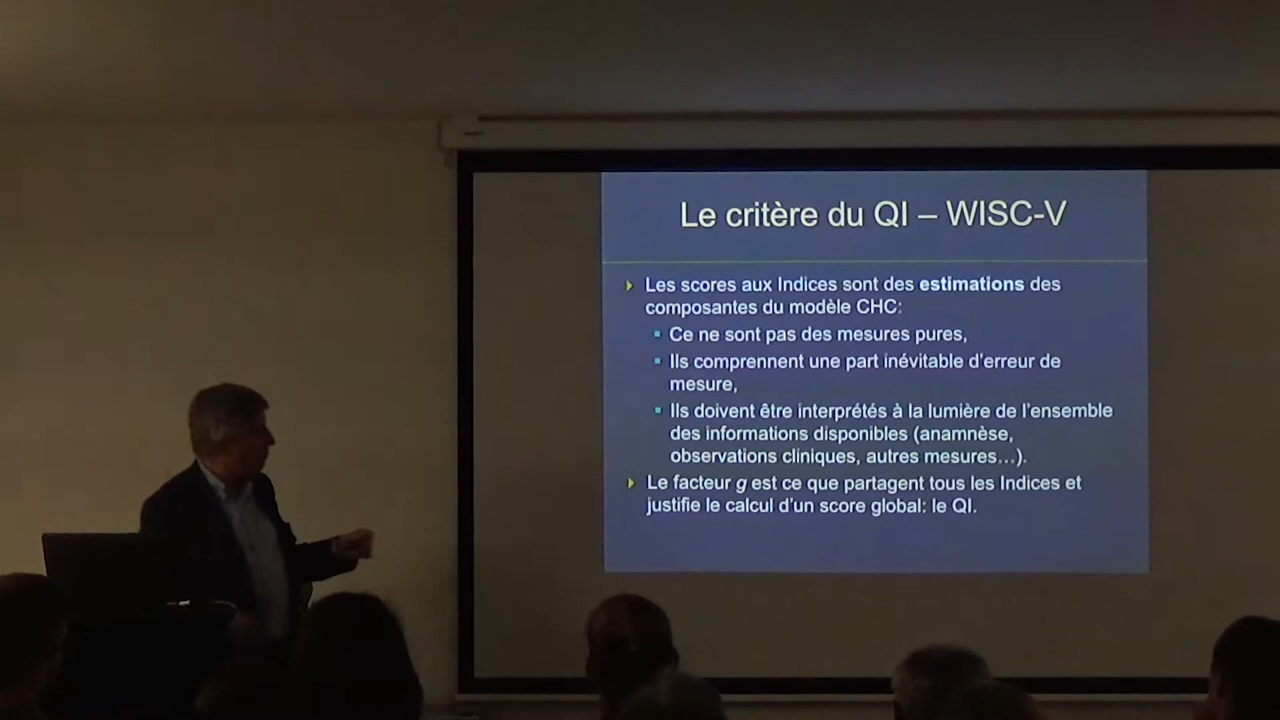 Le critère du QI – WISC-V
Les scores aux Indices sont des estimations des
composantes du modèle CHC:
Ce ne sont pas des mesures pures,
Ils comprennent une part inévitable d’erreur de
mesure,
Ils doivent être interprétés à la lumière de l’ensemble
des informations disponibles (anamnèse,
observations cliniques, autres mesures…).
Le facteur g est ce que partagent tous les Indices et
justifie le calcul d’un score global: le QI.